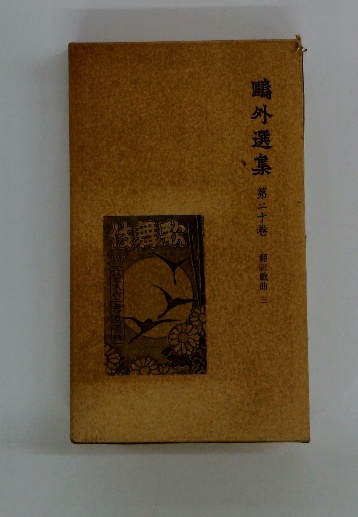 鷗外選集
第二十巻
翻訳戯曲 三
歌舞伎